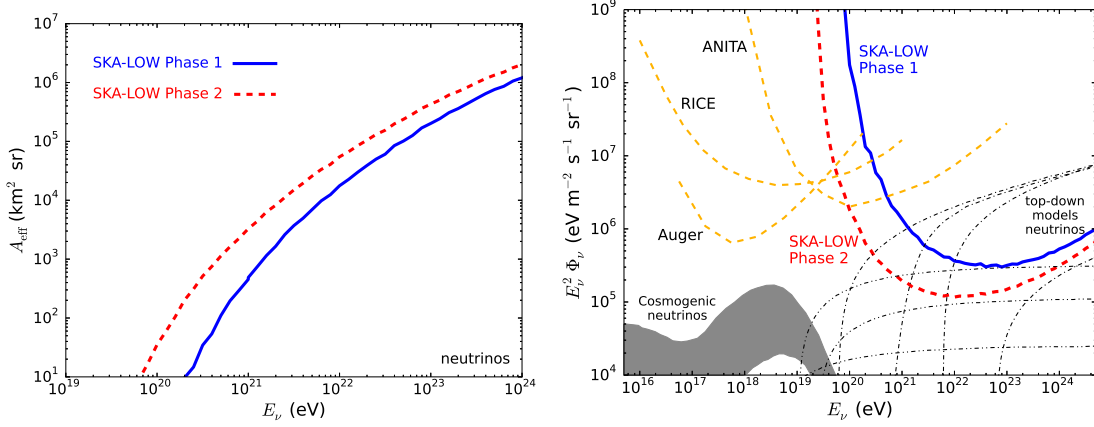 10^7
10^6
10^5
10^4
10^3
10^2
10^1
A_eff (km^2 sr)
SKA-LOW Phase 1
SKA-LOW Phase 2
neutrinos
10^19 10^20 10^21 10^22 10^23 10^24
E_ν (eV)
10^9
10^8
10^7
10^6
10^5
10^4
E_ν^2 Φ_ν (eV m^−2 s^−1 sr^−1)
ANITA
SKA-LOW
Phase 1
RICE
Auger
SKA-LOW
Phase 2
top-down
models
neutrinos
Cosmogenic
neutrinos
10^16 10^17 10^18 10^19 10^20 10^21 10^22 10^23 10^24
E_ν (eV)